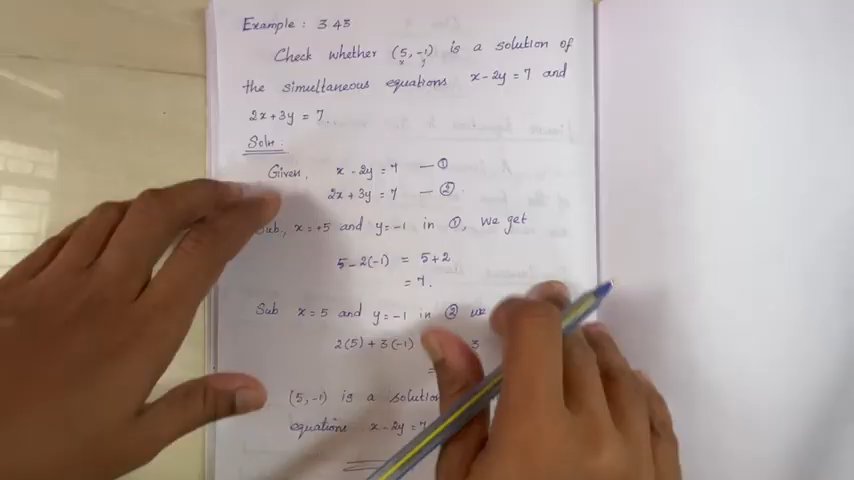 Example : 3.43
Check whether (5, -1) is a solution of
x y
the simultaneous equations x - 2y = 7 and
2x + 3y = 7.
Soln:
Given, x - 2y = 7 — ①
2x + 3y = 7 — ②.
Sub, x = +5 and y = -1 in ①, we get
5 - 2(-1) = 5 + 2
= 7.
Sub x = 5 and y = -1 in ②
2(5) + 3(-1) 3
=
(5, -1) is a solution
equations x - 2y = 7